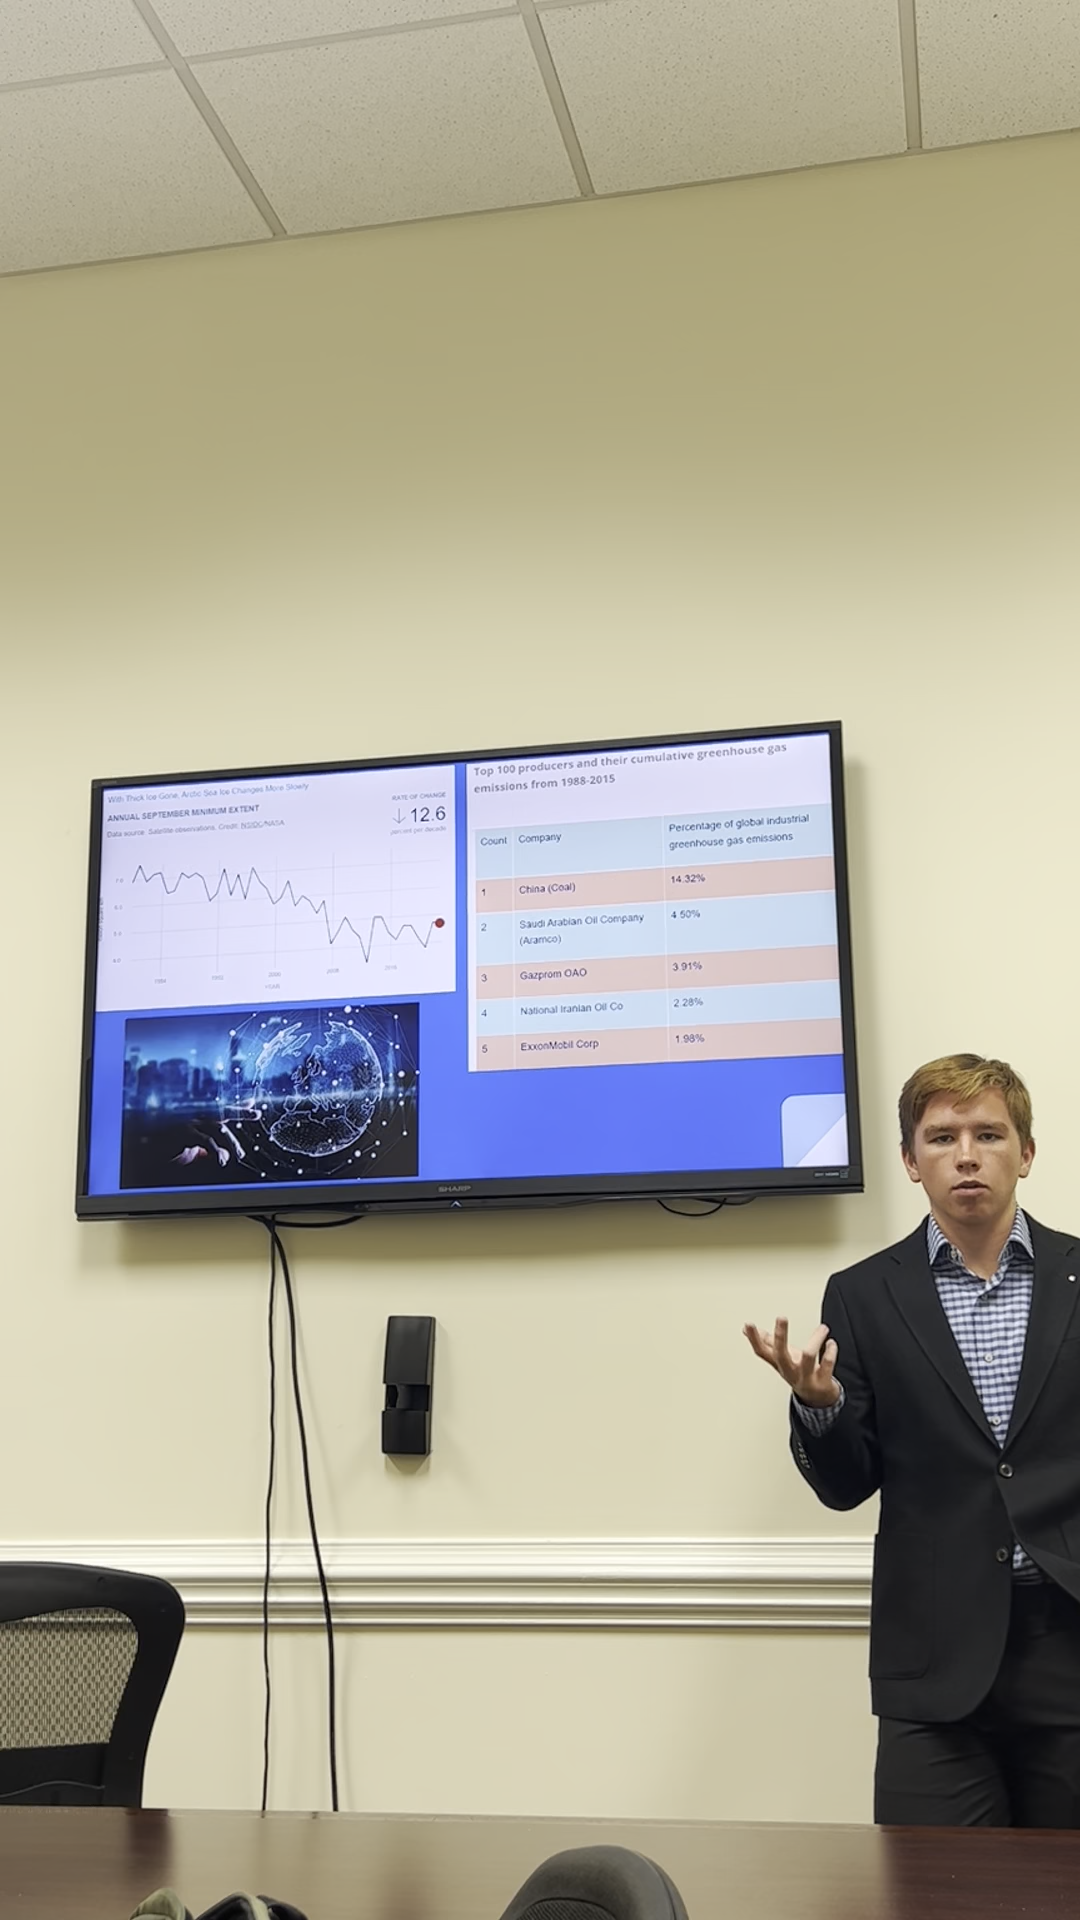 With Thick Ice Gone, Arctic Sea Ice Changes More Slowly
ANNUAL SEPTEMBER MINIMUM EXTENT
Data source: Satellite observations. Credit: NSIDC/NASA
RATE OF CHANGE
↓ 12.6
percent per decade
YEAR
Top 100 producers and their cumulative greenhouse gas
emissions from 1988-2015
Count Company Percentage of global industrial
greenhouse gas emissions
1 China (Coal) 14.32%
2 Saudi Arabian Oil Company 4.50%
(Aramco)
3 Gazprom OAO 3.91%
4 National Iranian Oil Co 2.28%
5 ExxonMobil Corp 1.98%
SHARP